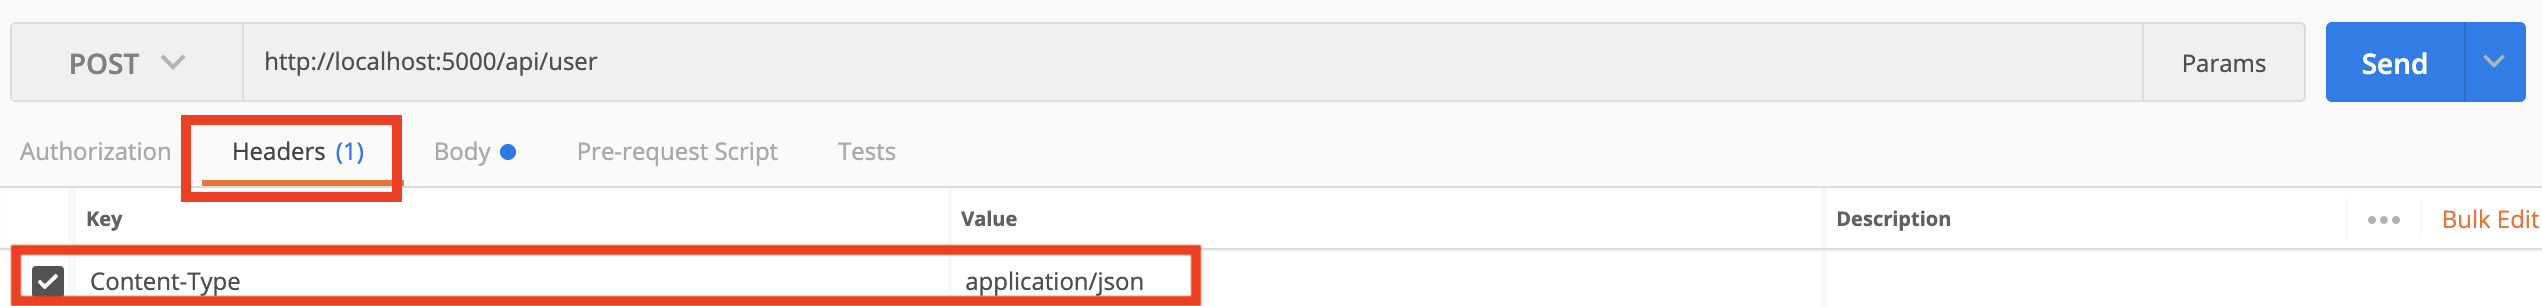 POST http://localhost:5000/api/user Params Send
Authorization Headers (1) Body Pre-request Script Tests
Key Value Description Bulk Edit
Content-Type application/json